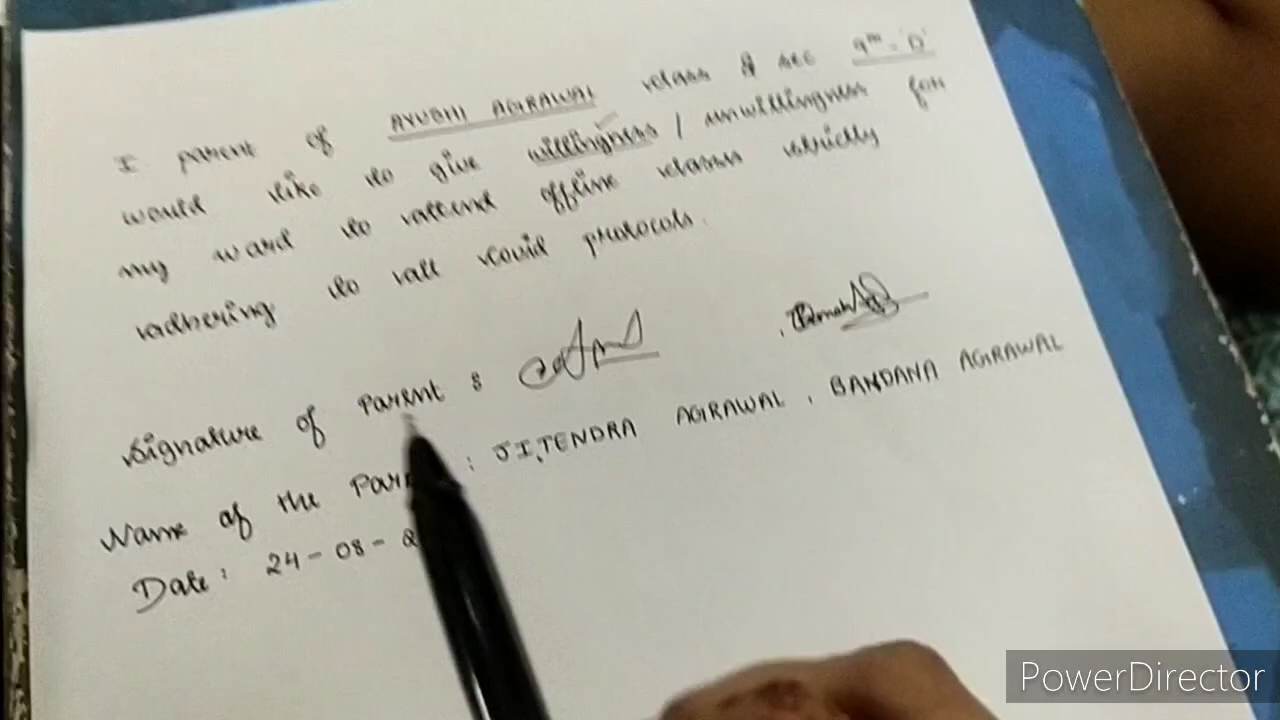 I parent of AYUSHI AGRAWAL class & sec 9th - 'D'
would like to give willingness / unwillingness for
my ward to attend offline classes strictly
adhering to all covid protocols.
Signature of Parent :
Name of the Par : JITENDRA AGRAWAL , BANDANA AGRAWAL
Date : 24 - 08 - 2
PowerDirector